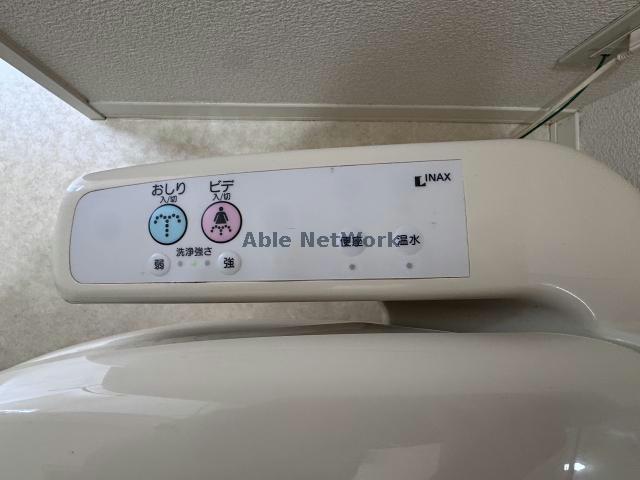 おしり
入/切
ビデ
入/切
INAX
便座
温水
Able NetWork
洗浄強さ
弱
強